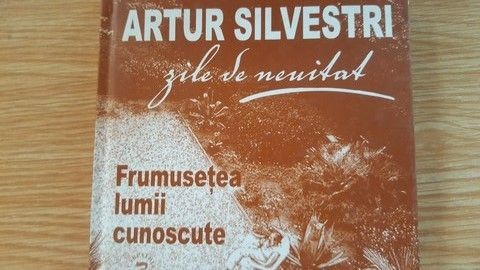 ARTUR SILVESTRI
zile de neuitat
Frumusețea
lumii
cunoscute